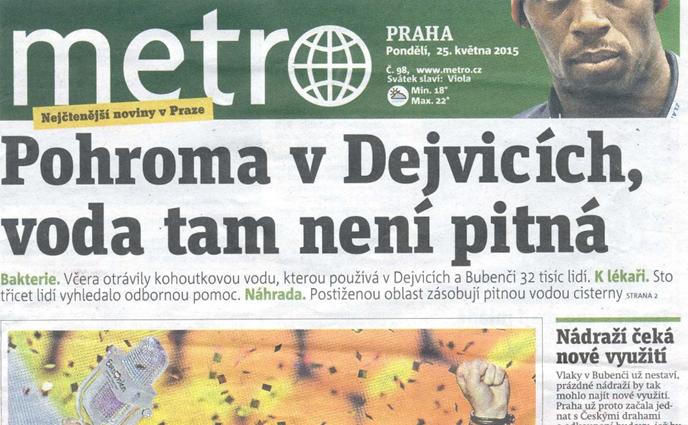 metro
PRAHA
Pondělí, 25. května 2015
Č. 98, www.metro.cz
Svátek slaví: Viola
Min. 18°
Max. 22°
Nejčtenější noviny v Praze
Pohroma v Dejvicích,
voda tam není pitná
Bakterie. Včera otrávily kohoutkovou vodu, kterou používá v Dejvicích a Bubenči 32 tisíc lidí. K lékaři. Sto
třicet lidí vyhledalo odbornou pomoc. Náhrada. Postiženou oblast zásobují pitnou vodou cisterny STRANA 2
Nádraží čeká
nové využití
Vlaky v Bubenči už nestaví,
prázdné nádraží by tak
mohlo najít nové využití.
Praha už proto začala jed-
nat s Českými drahami